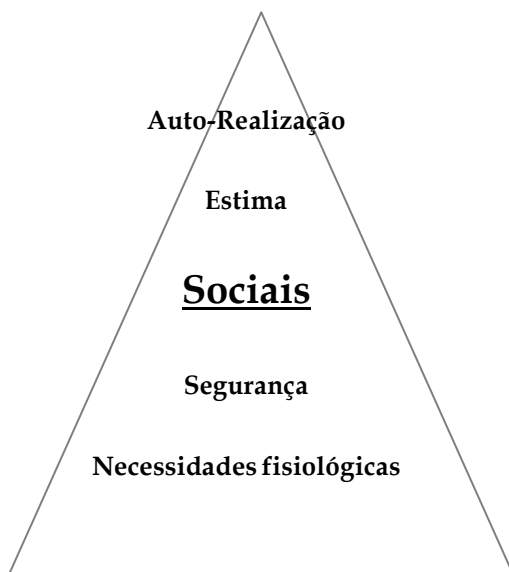 Auto-Realização
Estima
Sociais
Segurança
Necessidades fisiológicas